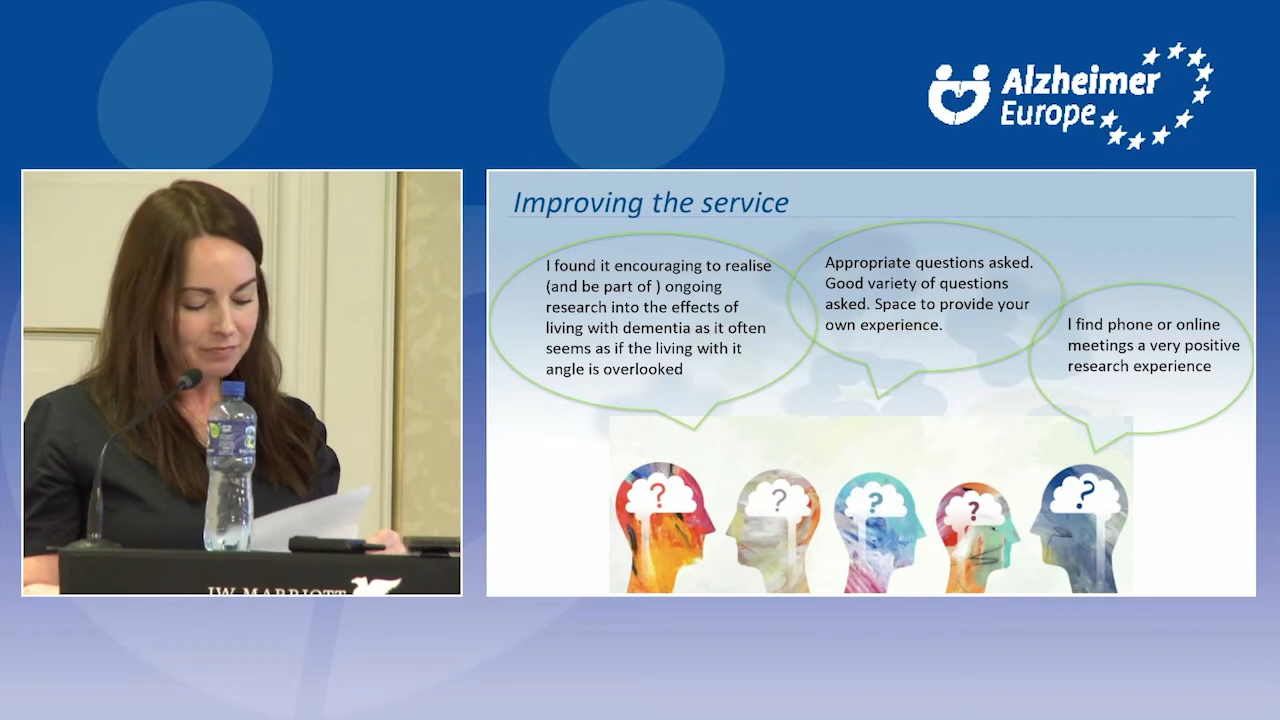 Alzheimer
Europe
Improving the service
I found it encouraging to realise
(and be part of ) ongoing
research into the effects of
living with dementia as it often
seems as if the living with it
angle is overlooked
Appropriate questions asked.
Good variety of questions
asked. Space to provide your
own experience.
I find phone or online
meetings a very positive
research experience
?
?
?
?
?
JW MARRIOTT